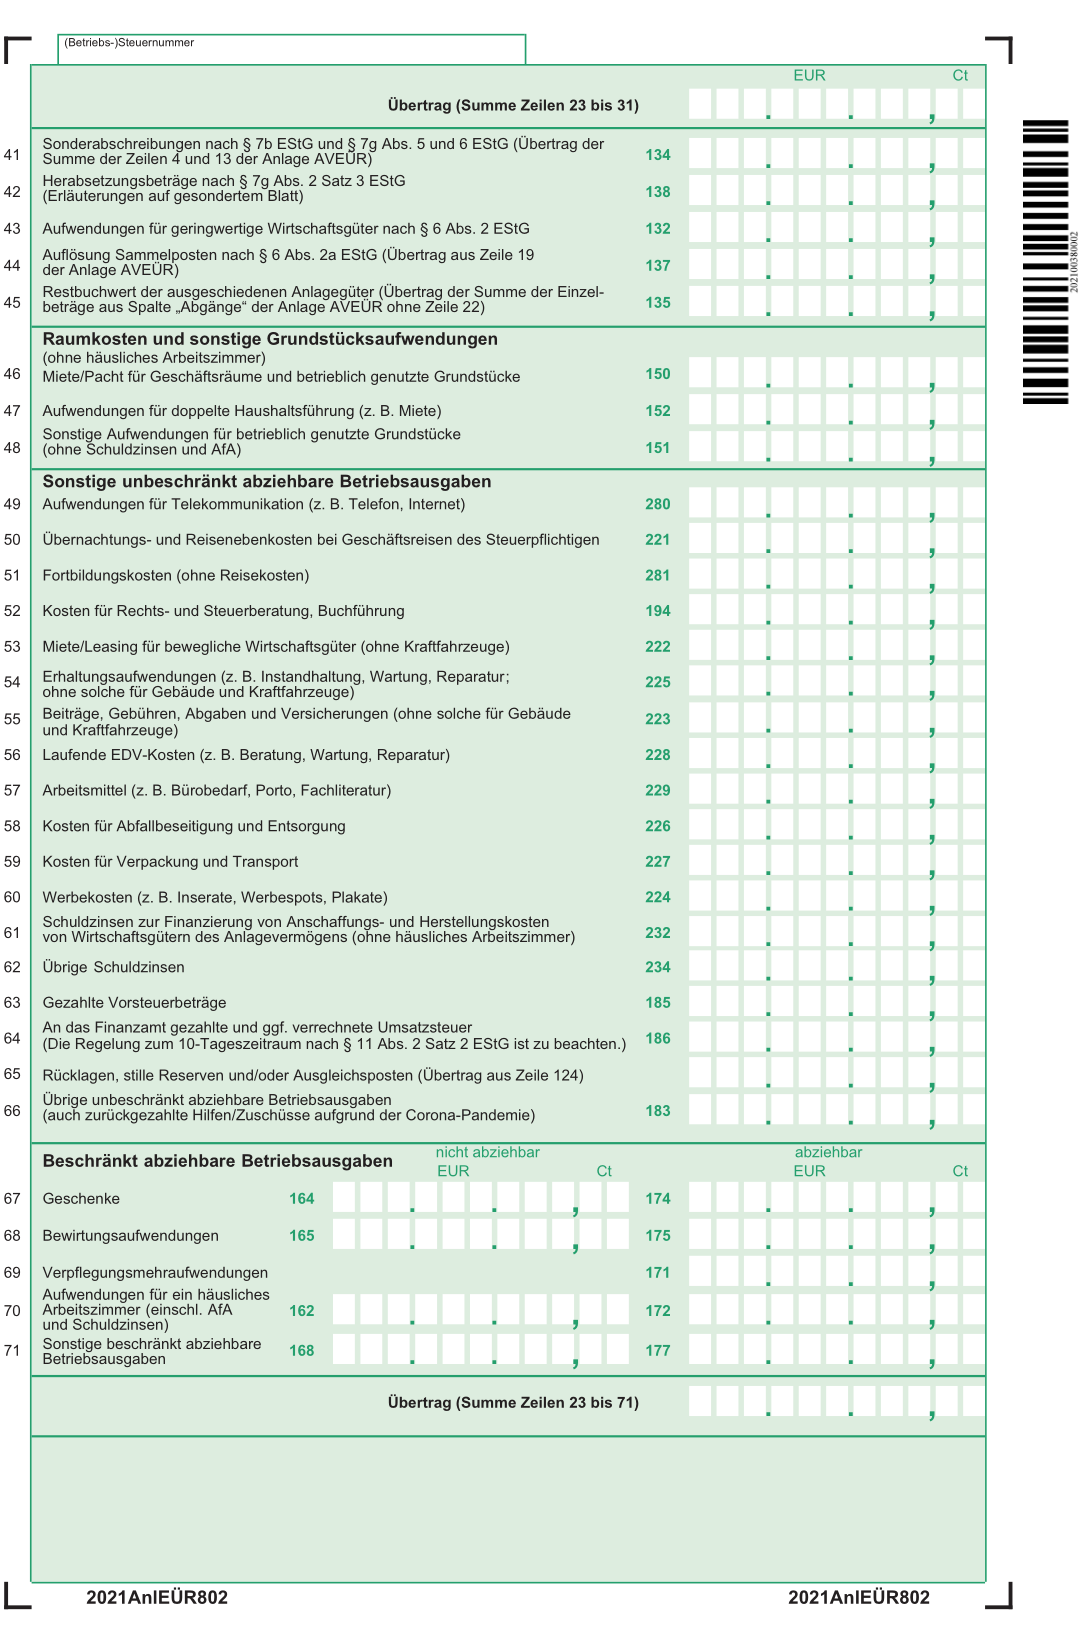 (Betriebs-)Steuernummer
EUR Ct
Übertrag (Summe Zeilen 23 bis 31)
41 Sonderabschreibungen nach § 7b EStG und § 7g Abs. 5 und 6 EStG (Übertrag der
Summe der Zeilen 4 und 13 der Anlage AVEÜR) 134
42 Herabsetzungsbeträge nach § 7g Abs. 2 Satz 3 EStG
(Erläuterungen auf gesondertem Blatt) 138
43 Aufwendungen für geringwertige Wirtschaftsgüter nach § 6 Abs. 2 EStG 132
44 Auflösung Sammelposten nach § 6 Abs. 2a EStG (Übertrag aus Zeile 19
der Anlage AVEÜR) 137
45 Restbuchwert der ausgeschiedenen Anlagegüter (Übertrag der Summe der Einzel-
beträge aus Spalte „Abgänge“ der Anlage AVEÜR ohne Zeile 22) 135
Raumkosten und sonstige Grundstücksaufwendungen
(ohne häusliches Arbeitszimmer)
46 Miete/Pacht für Geschäftsräume und betrieblich genutzte Grundstücke 150
47 Aufwendungen für doppelte Haushaltsführung (z. B. Miete) 152
48 Sonstige Aufwendungen für betrieblich genutzte Grundstücke
(ohne Schuldzinsen und AfA) 151
Sonstige unbeschränkt abziehbare Betriebsausgaben
49 Aufwendungen für Telekommunikation (z. B. Telefon, Internet) 280
50 Übernachtungs- und Reisenebenkosten bei Geschäftsreisen des Steuerpflichtigen 221
51 Fortbildungskosten (ohne Reisekosten) 281
52 Kosten für Rechts- und Steuerberatung, Buchführung 194
53 Miete/Leasing für bewegliche Wirtschaftsgüter (ohne Kraftfahrzeuge) 222
54 Erhaltungsaufwendungen (z. B. Instandhaltung, Wartung, Reparatur;
ohne solche für Gebäude und Kraftfahrzeuge) 225
55 Beiträge, Gebühren, Abgaben und Versicherungen (ohne solche für Gebäude
und Kraftfahrzeuge) 223
56 Laufende EDV-Kosten (z. B. Beratung, Wartung, Reparatur) 228
57 Arbeitsmittel (z. B. Bürobedarf, Porto, Fachliteratur) 229
58 Kosten für Abfallbeseitigung und Entsorgung 226
59 Kosten für Verpackung und Transport 227
60 Werbekosten (z. B. Inserate, Werbespots, Plakate) 224
61 Schuldzinsen zur Finanzierung von Anschaffungs- und Herstellungskosten
von Wirtschaftsgütern des Anlagevermögens (ohne häusliches Arbeitszimmer) 232
62 Übrige Schuldzinsen 234
63 Gezahlte Vorsteuerbeträge 185
64 An das Finanzamt gezahlte und ggf. verrechnete Umsatzsteuer
(Die Regelung zum 10-Tageszeitraum nach § 11 Abs. 2 Satz 2 EStG ist zu beachten.) 186
65 Rücklagen, stille Reserven und/oder Ausgleichsposten (Übertrag aus Zeile 124)
66 Übrige unbeschränkt abziehbare Betriebsausgaben
(auch zurückgezahlte Hilfen/Zuschüsse aufgrund der Corona-Pandemie) 183
Beschränkt abziehbare Betriebsausgaben nicht abziehbar abziehbar
EUR Ct EUR Ct
67 Geschenke 164 174
68 Bewirtungsaufwendungen 165 175
69 Verpflegungsmehraufwendungen 171
70 Aufwendungen für ein häusliches
Arbeitszimmer (einschl. AfA
und Schuldzinsen) 162 172
71 Sonstige beschränkt abziehbare
Betriebsausgaben 168 177
Übertrag (Summe Zeilen 23 bis 71)
2021AnlEÜR802 2021AnlEÜR802
202100380002